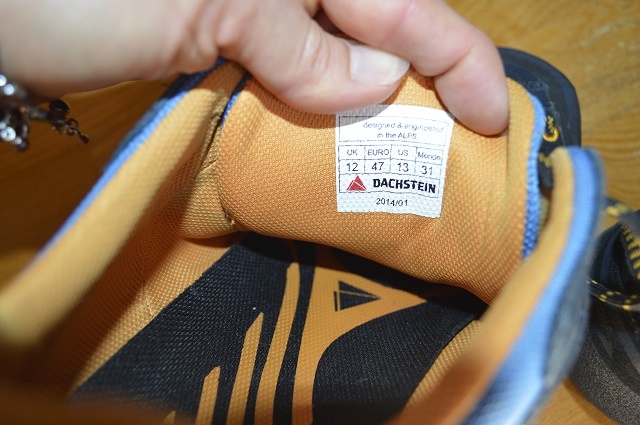 designed & engineered
in the ALPS
UK EURO US Mondo
12 47 13 31
DACHSTEIN
2014/01